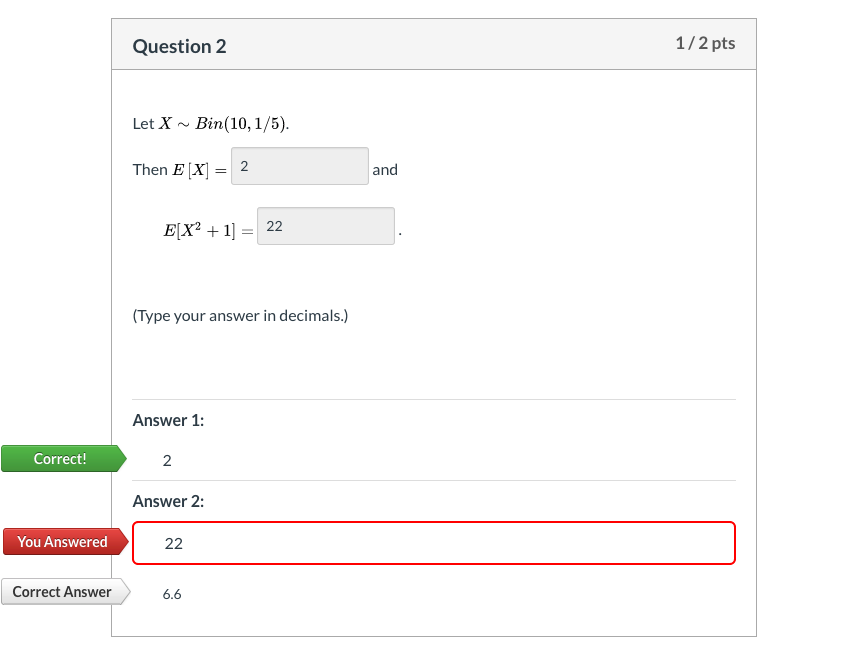 Question 2
1 / 2 pts
Let X ∼ Bin(10, 1/5).
Then E [X] = 2 and
E[X² + 1] = 22 .
(Type your answer in decimals.)
Answer 1:
Correct!
2
Answer 2:
You Answered
22
Correct Answer
6.6